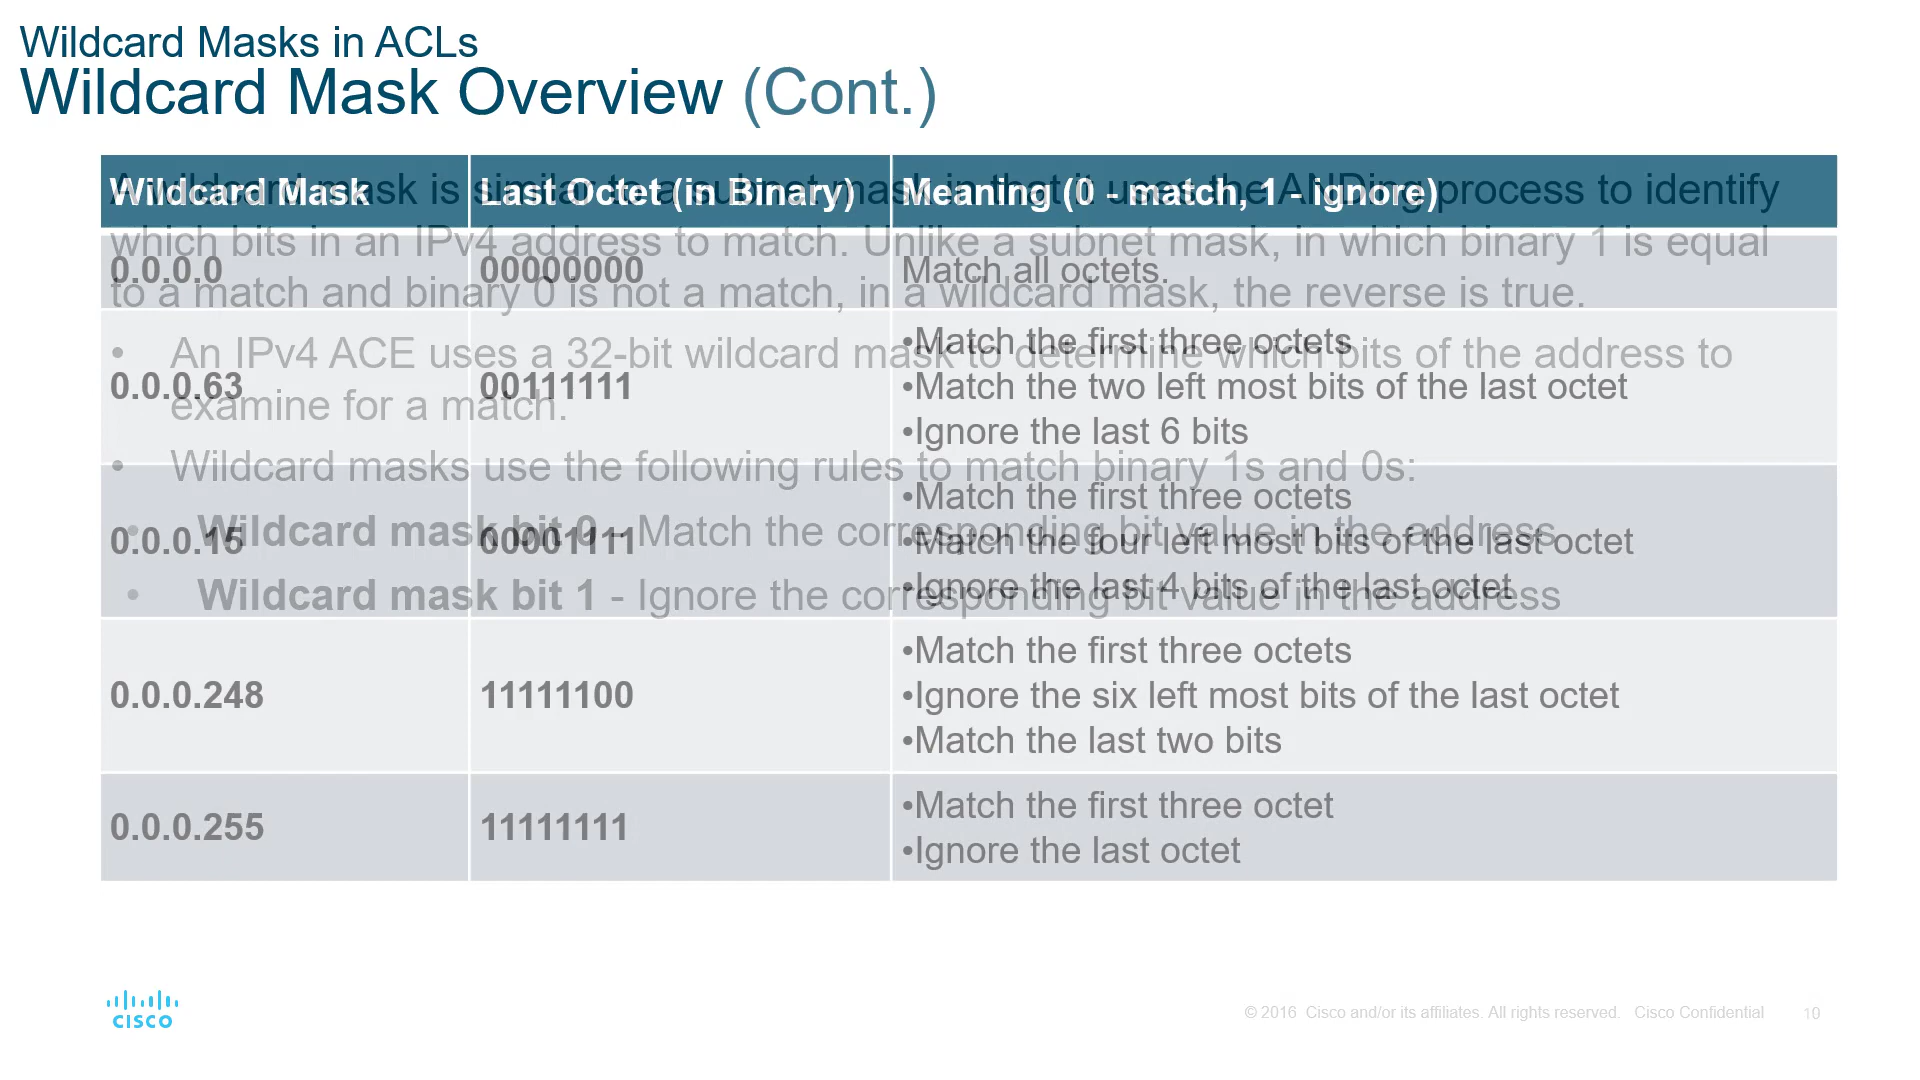 Wildcard Masks in ACLs
Wildcard Mask Overview (Cont.)
Wildcard Mask Last Octet (in Binary) Meaning (0 - match, 1 - ignore)
0.0.0.0 00000000 Match all octets.
•Match the first three octets
0.0.0.63 00111111 •Match the two left most bits of the last octet
•Ignore the last 6 bits
•Match the first three octets
0.0.0.15 00001111 •Match the four left most bits of the last octet
•Ignore the last 4 bits of the last octet
•Match the first three octets
0.0.0.248 11111100 •Ignore the six left most bits of the last octet
•Match the last two bits
•Match the first three octet
0.0.0.255 11111111 •Ignore the last octet
A wildcard mask is similar to a subnet mask in that it uses the ANDing process to identify
which bits in an IPv4 address to match. Unlike a subnet mask, in which binary 1 is equal
to a match and binary 0 is not a match, in a wildcard mask, the reverse is true.
• An IPv4 ACE uses a 32-bit wildcard mask to determine which bits of the address to
examine for a match.
• Wildcard masks use the following rules to match binary 1s and 0s:
• Wildcard mask bit 0 - Match the corresponding bit value in the address
• Wildcard mask bit 1 - Ignore the corresponding bit value in the address
CISCO
© 2016 Cisco and/or its affiliates. All rights reserved. Cisco Confidential 10